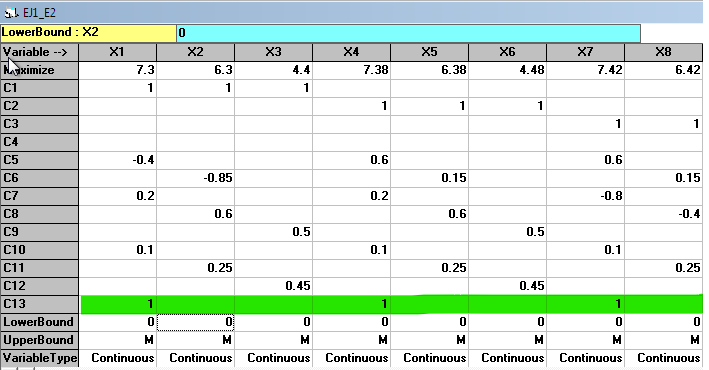 EJ1_E2
LowerBound : X2 0
Variable --> X1 X2 X3 X4 X5 X6 X7 X8
Maximize 7.3 6.3 4.4 7.38 6.38 4.48 7.42 6.42
C1 1 1 1
C2 1 1 1
C3 1 1
C4
C5 -0.4 0.6 0.6
C6 -0.85 0.15 0.15
C7 0.2 0.2 -0.8
C8 0.6 0.6 -0.4
C9 0.5 0.5
C10 0.1 0.1 0.1
C11 0.25 0.25 0.25
C12 0.45 0.45
C13 1 1 1
LowerBound 0 0 0 0 0 0 0 0
UpperBound M M M M M M M M
VariableType Continuous Continuous Continuous Continuous Continuous Continuous Continuous Continuous